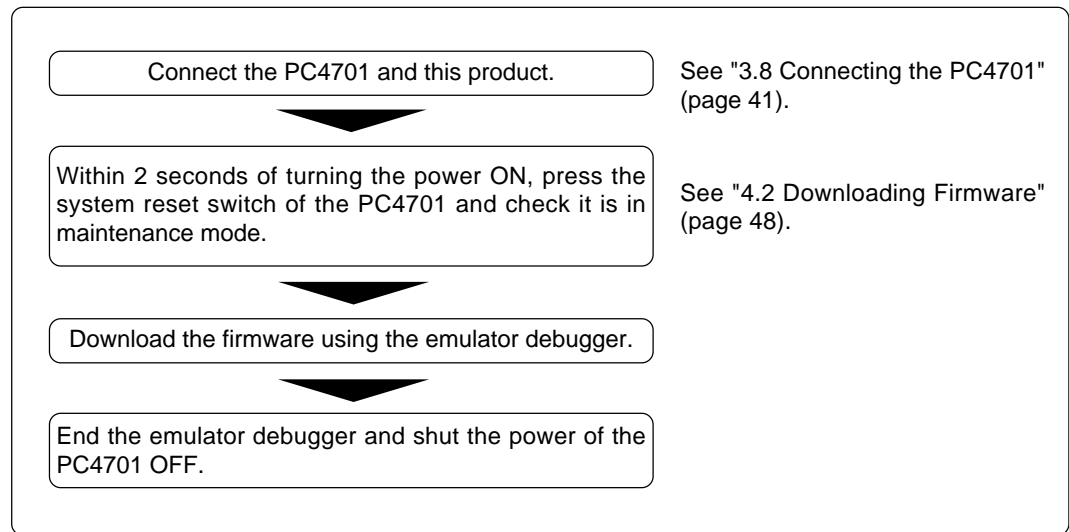 Connect the PC4701 and this product.
See "3.8 Connecting the PC4701"
(page 41).
Within 2 seconds of turning the power ON, press the
system reset switch of the PC4701 and check it is in
maintenance mode.
See "4.2 Downloading Firmware"
(page 48).
Download the firmware using the emulator debugger.
End the emulator debugger and shut the power of the
PC4701 OFF.